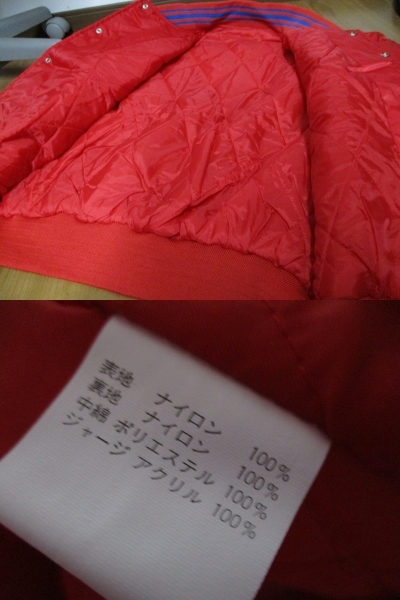 表地 ナイロン 100%
裏地 ナイロン 100%
中綿 ポリエステル 100%
ジャージ アクリル 100%